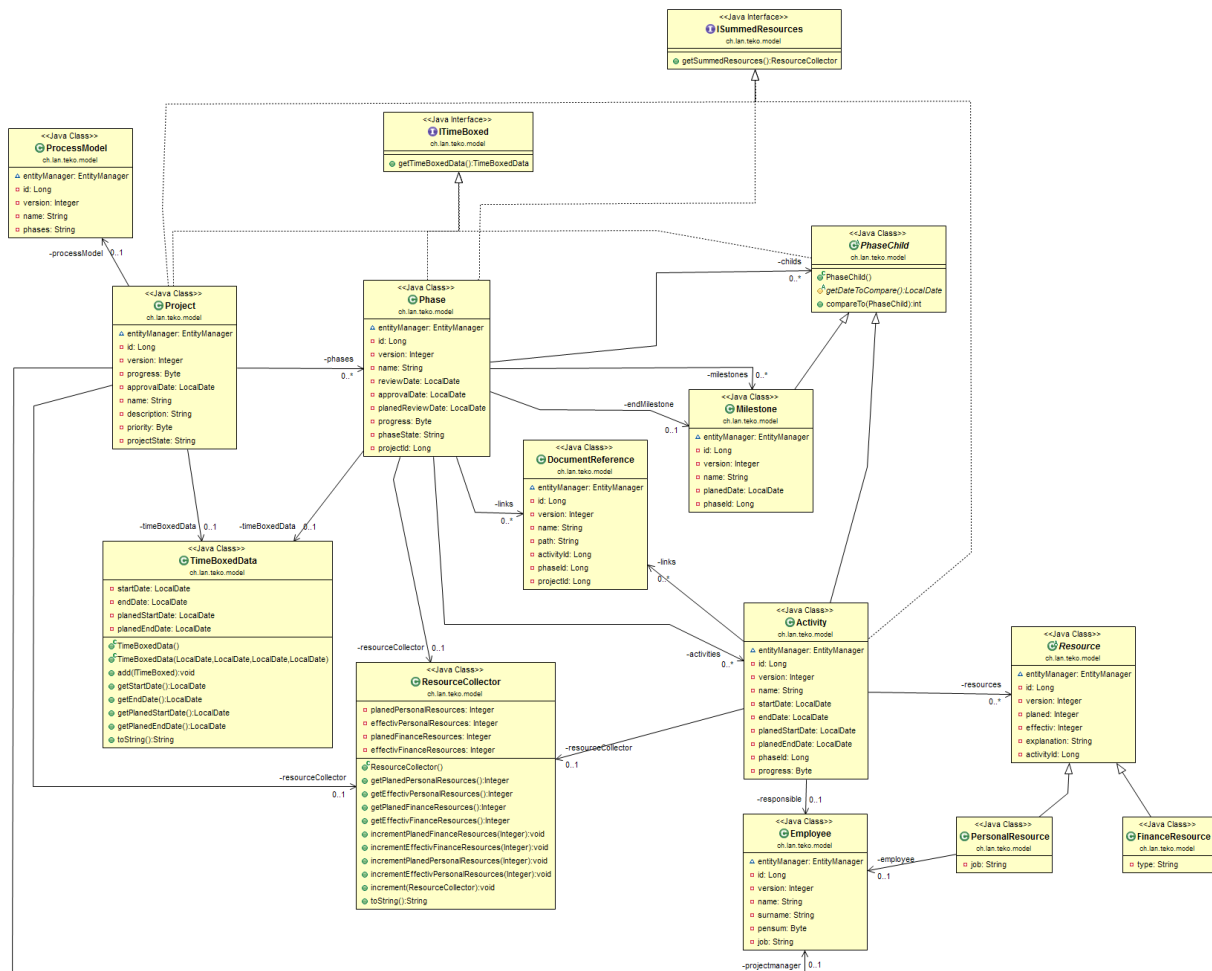 <<Java Interface>>
ISummedResources
ch.lan.teko.model
getSummedResources():ResourceCollector
<<Java Interface>>
ITimeBoxed
ch.lan.teko.model
getTimeBoxedData():TimeBoxedData
<<Java Class>>
ProcessModel
ch.lan.teko.model
entityManager: EntityManager
id: Long
version: Integer
name: String
phases: String
-processModel 0..1
<<Java Class>>
PhaseChild
ch.lan.teko.model
PhaseChild()
getDateToCompare():LocalDate
compareTo(PhaseChild):int
-childs
0..*
<<Java Class>>
Project
ch.lan.teko.model
entityManager: EntityManager
id: Long
version: Integer
progress: Byte
approvalDate: LocalDate
name: String
description: String
priority: Byte
projectState: String
-phases
0..*
<<Java Class>>
Phase
ch.lan.teko.model
entityManager: EntityManager
id: Long
version: Integer
name: String
reviewDate: LocalDate
approvalDate: LocalDate
planedReviewDate: LocalDate
progress: Byte
phaseState: String
projectId: Long
-milestones 0..*
-endMilestone
0..1
<<Java Class>>
Milestone
ch.lan.teko.model
entityManager: EntityManager
id: Long
version: Integer
name: String
planedDate: LocalDate
phaseId: Long
<<Java Class>>
DocumentReference
ch.lan.teko.model
entityManager: EntityManager
id: Long
version: Integer
name: String
path: String
activityId: Long
phaseId: Long
projectId: Long
-links
0..*
-links
0..*
-timeBoxedData 0..1
-timeBoxedData 0..1
<<Java Class>>
TimeBoxedData
ch.lan.teko.model
startDate: LocalDate
endDate: LocalDate
planedStartDate: LocalDate
planedEndDate: LocalDate
TimeBoxedData()
TimeBoxedData(LocalDate,LocalDate,LocalDate,LocalDate)
add(ITimeBoxed):void
getStartDate():LocalDate
getEndDate():LocalDate
getPlanedStartDate():LocalDate
getPlanedEndDate():LocalDate
toString():String
-resourceCollector 0..1
<<Java Class>>
ResourceCollector
ch.lan.teko.model
planedPersonalResources: Integer
effectivPersonalResources: Integer
planedFinanceResources: Integer
effectivFinanceResources: Integer
ResourceCollector()
getPlanedPersonalResources():Integer
getEffectivPersonalResources():Integer
getPlanedFinanceResources():Integer
getEffectivFinanceResources():Integer
incrementPlanedFinanceResources(Integer):void
incrementEffectivFinanceResources(Integer):void
incrementPlanedPersonalResources(Integer):void
incrementEffectivPersonalResources(Integer):void
increment(ResourceCollector):void
toString():String
-resourceCollector
0..1
-resourceCollector
0..1
-activities
0..*
<<Java Class>>
Activity
ch.lan.teko.model
entityManager: EntityManager
id: Long
version: Integer
name: String
startDate: LocalDate
endDate: LocalDate
planedStartDate: LocalDate
planedEndDate: LocalDate
phaseId: Long
progress: Byte
-resources
0..*
<<Java Class>>
Resource
ch.lan.teko.model
entityManager: EntityManager
id: Long
version: Integer
planed: Integer
effectiv: Integer
explanation: String
activityId: Long
-responsible 0..1
<<Java Class>>
Employee
ch.lan.teko.model
entityManager: EntityManager
id: Long
version: Integer
name: String
surname: String
pensum: Byte
job: String
-employee
0..1
<<Java Class>>
PersonalResource
ch.lan.teko.model
job: String
<<Java Class>>
FinanceResource
ch.lan.teko.model
type: String
-projectmanager 0..1